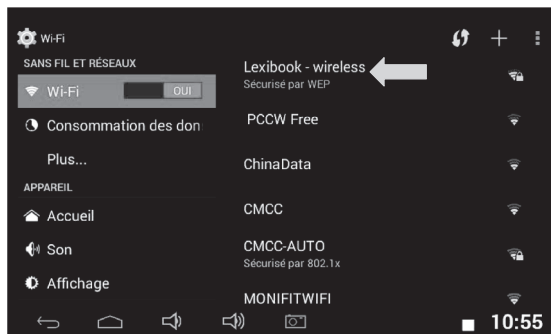 Wi-Fi
SANS FIL ET RÉSEAUX
Wi-Fi OUI
Consommation des don
Plus...
APPAREIL
Accueil
Son
Affichage
Lexibook - wireless
Sécurisé par WEP
PCCW Free
ChinaData
CMCC
CMCC-AUTO
Sécurisé par 802.1x
MONIFITWIFI
10:55